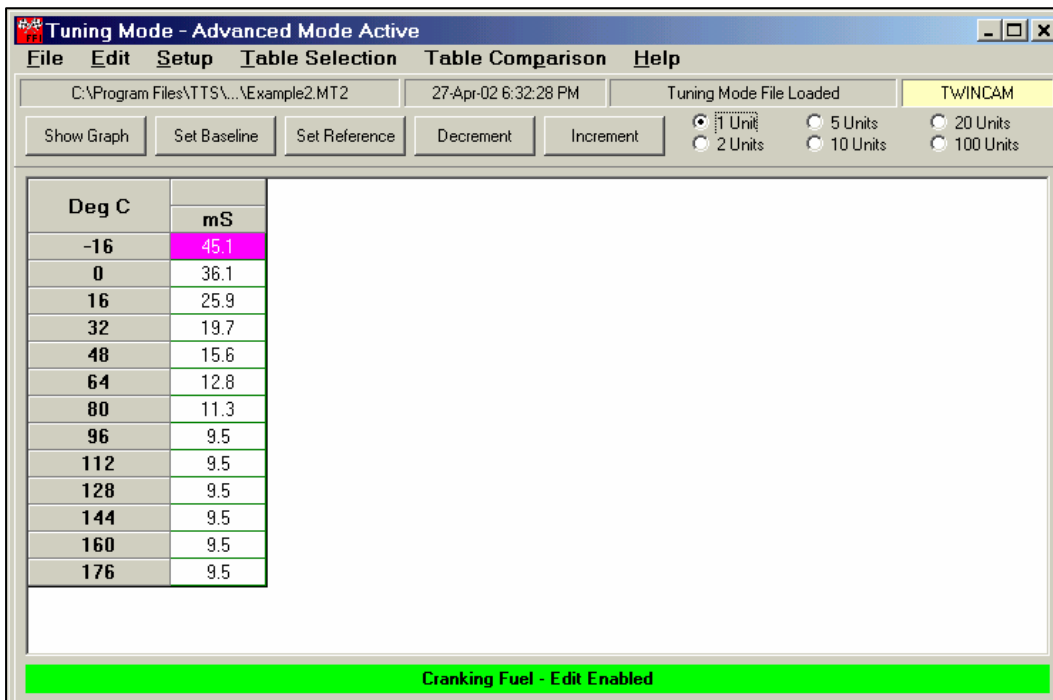 Tuning Mode - Advanced Mode Active
File Edit Setup Table Selection Table Comparison Help
C:\Program Files\TTS\...\Example2.MT2 27-Apr-02 6:32:28 PM Tuning Mode File Loaded TWINCAM
Show Graph Set Baseline Set Reference Decrement Increment 1 Unit 5 Units 20 Units
2 Units 10 Units 100 Units
Deg C mS
-16 45.1
0 36.1
16 25.9
32 19.7
48 15.6
64 12.8
80 11.3
96 9.5
112 9.5
128 9.5
144 9.5
160 9.5
176 9.5
Cranking Fuel - Edit Enabled